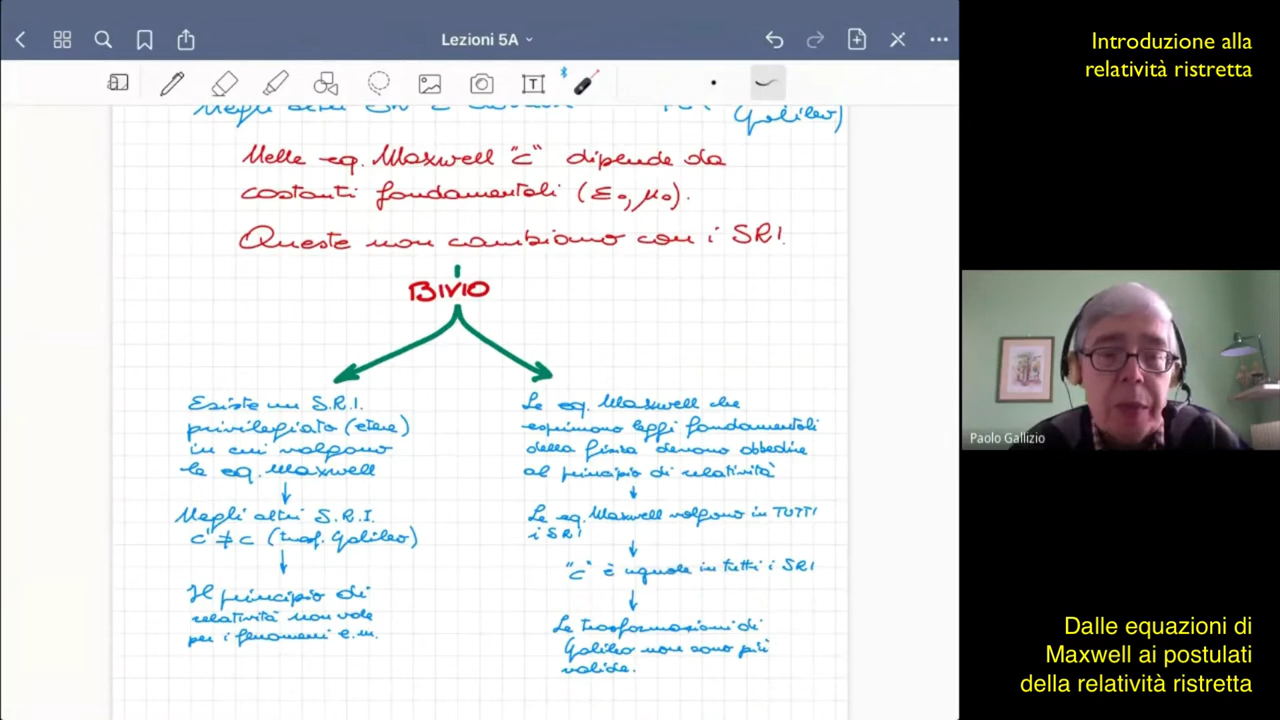 Lezioni 5A
Introduzione alla
relatività ristretta
Galileo)
Nelle eq. Maxwell "c" dipende da
costanti fondamentali (ε₀, μ₀).
Queste non cambiano con i SRI.
BIVIO
Esiste un S.R.I.
privilegiato (etere)
in cui valgono
le eq. Maxwell
Negli altri S.R.I.
c' ≠ c (trasf. Galileo)
Il principio di
relatività non vale
per i fenomeni e.m.
Le eq. Maxwell che
esprimono leggi fondamentali
della fisica devono obbedire
al principio di relatività
Le eq. Maxwell valgono in TUTTI
i SRI
"c" è uguale in tutti i SRI
Le trasformazioni di
Galileo non sono più
valide.
Paolo Gallizio
Dalle equazioni di
Maxwell ai postulati
della relatività ristretta